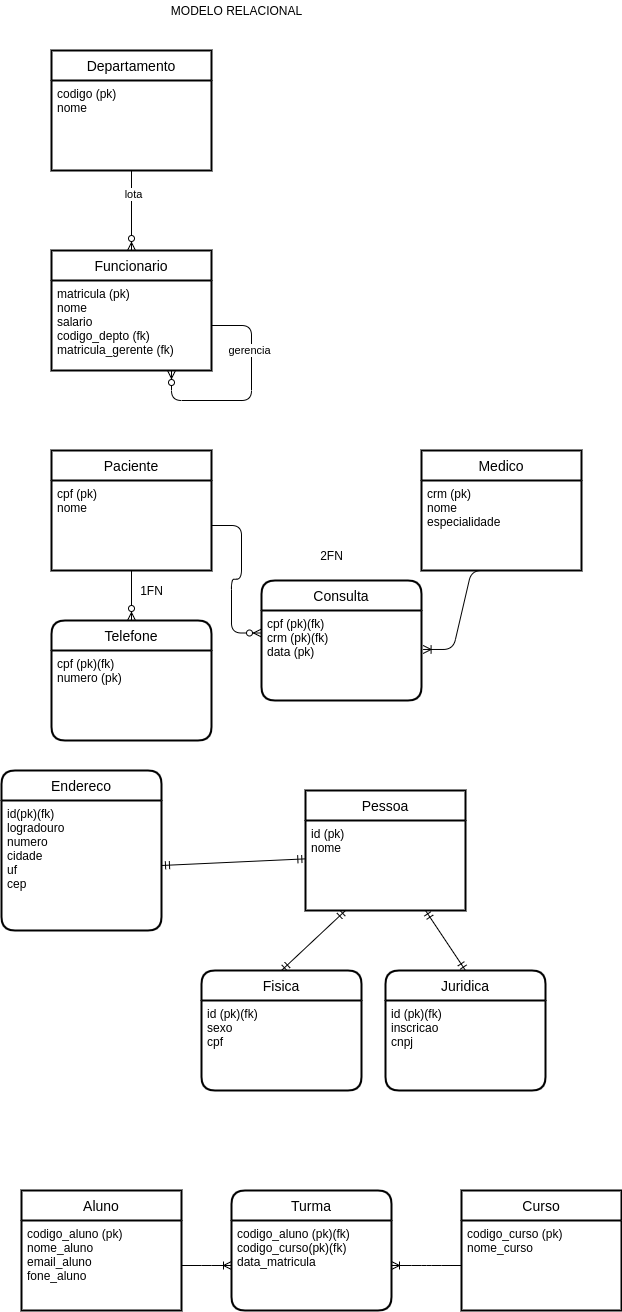 MODELO RELACIONAL
Departamento
codigo (pk)
nome
lota
Funcionario
matricula (pk)
nome
salario
codigo_depto (fk)
matricula_gerente (fk)
gerencia
Paciente
cpf (pk)
nome
Medico
crm (pk)
nome
especialidade
2FN
1FN
Consulta
cpf (pk)(fk)
crm (pk)(fk)
data (pk)
Telefone
cpf (pk)(fk)
numero (pk)
Endereco
id(pk)(fk)
logradouro
numero
cidade
uf
cep
Pessoa
id (pk)
nome
Fisica
id (pk)(fk)
sexo
cpf
Juridica
id (pk)(fk)
inscricao
cnpj
Aluno
codigo_aluno (pk)
nome_aluno
email_aluno
fone_aluno
Turma
codigo_aluno (pk)(fk)
codigo_curso(pk)(fk)
data_matricula
Curso
codigo_curso (pk)
nome_curso